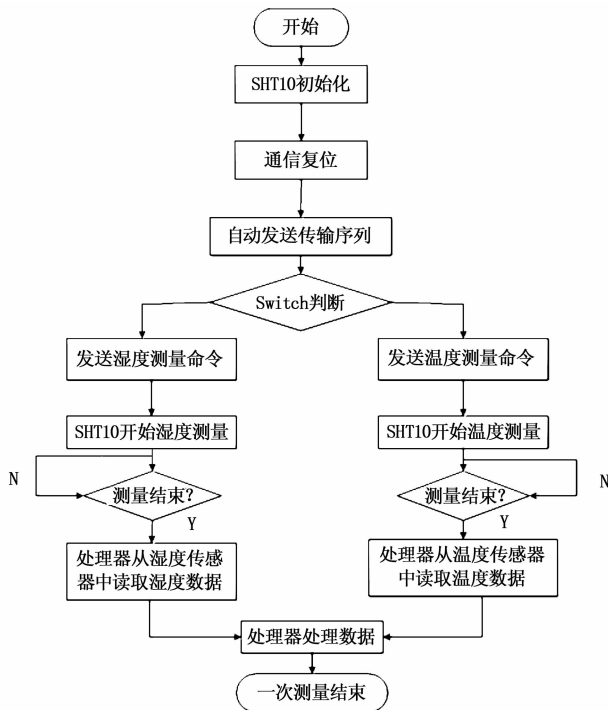 开始
SHT10初始化
通信复位
自动发送传输序列
Switch判断
发送湿度测量命令
发送温度测量命令
SHT10开始湿度测量
SHT10开始温度测量
N
测量结束?
Y
测量结束?
N
Y
处理器从湿度传感
器中读取湿度数据
处理器从温度传感器
中读取温度数据
处理器处理数据
一次测量结束